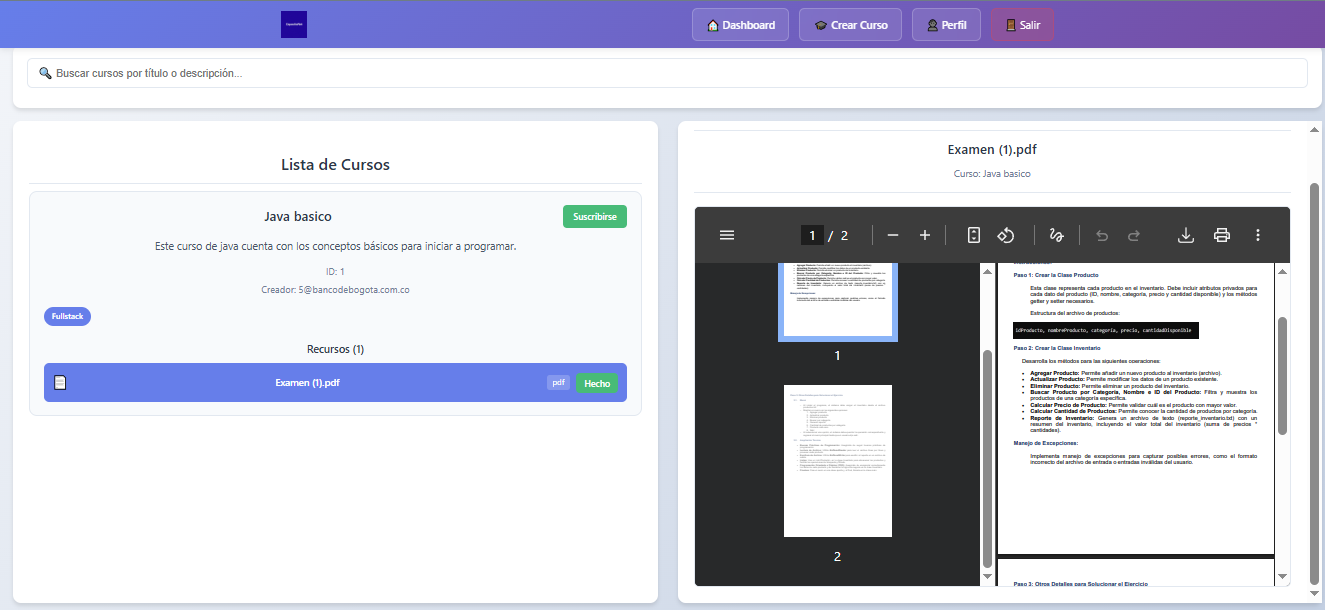 Dashboard
Crear Curso
Perfil
Salir
Buscar cursos por título o descripción...
Lista de Cursos
Java basico
Suscribirse
Este curso de java cuenta con los conceptos básicos para iniciar a programar.
ID: 1
Creador: 5@bancodebogota.com.co
Fullstack
Recursos (1)
Examen (1).pdf
pdf
Hecho
Examen (1).pdf
Curso: Java basico
1 / 2
1
2
Paso 1: Crear la Clase Producto
Esta clase representa cada producto en el inventario. Debe incluir atributos privados para
cada dato del producto (ID, nombre, categoría, precio y cantidad disponible) y los métodos
getter y setter necesarios.
Estructura del archivo de productos:
idProducto, nombreProducto, categoría, precio, cantidadDisponible
Paso 2: Crear la Clase Inventario
Desarrolla los métodos para las siguientes operaciones:
• Agregar Producto: Permite añadir un nuevo producto al inventario (archivo).
• Actualizar Producto: Permite modificar los datos de un producto existente.
• Eliminar Producto: Permite eliminar un producto del inventario.
• Buscar Producto por Categoría, Nombre e ID del Producto: Filtra y muestra los
productos de una categoría específica.
• Calcular Precio de Producto: Permite validar cuál es el producto con mayor valor.
• Calcular Cantidad de Productos: Permite conocer la cantidad de productos por categoría.
• Reporte de Inventario: Genera un archivo de texto (reporte_inventario.txt) con un
resumen del inventario, incluyendo el valor total del inventario (suma de precios *
cantidades).
Manejo de Excepciones:
Implementa manejo de excepciones para capturar posibles errores, como el formato
incorrecto del archivo de entrada o entradas inválidas del usuario.
Paso 3: Otros Detalles para Solucionar el Ejercicio